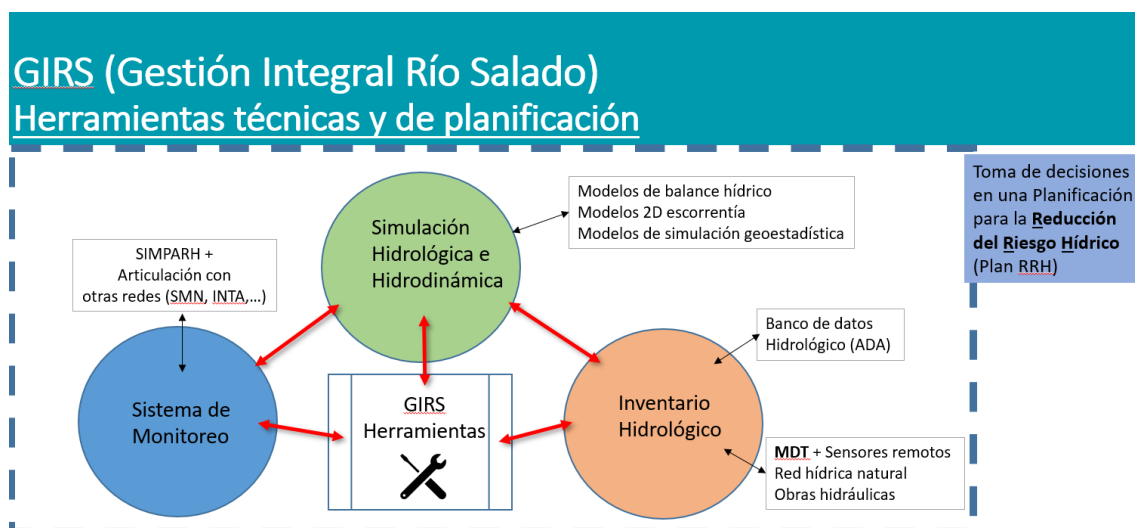 GIRS (Gestión Integral Río Salado)
Herramientas técnicas y de planificación
Toma de decisiones
en una Planificación
para la Reducción
del Riesgo Hídrico
(Plan RRH)
Modelos de balance hídrico
Modelos 2D escorrentía
Modelos de simulación geoestadística
Simulación
Hidrológica e
Hidrodinámica
SIMPARH +
Articulación con
otras redes (SMN, INTA,...)
Banco de datos
Hidrológico (ADA)
Sistema de
Monitoreo
GIRS
Herramientas
Inventario
Hidrológico
MDT + Sensores remotos
Red hídrica natural
Obras hidráulicas